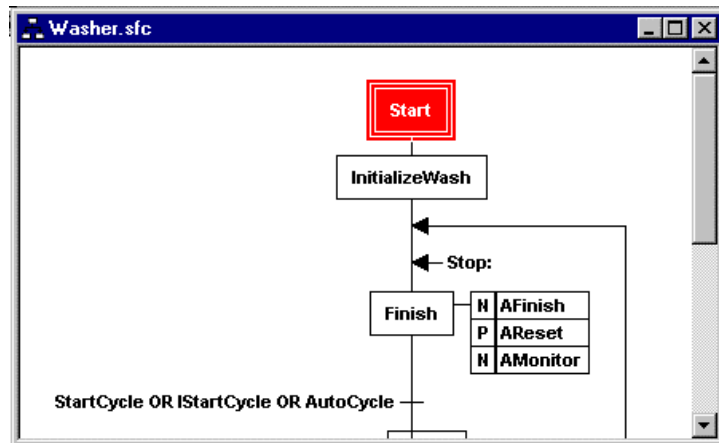 Washer.sfc
Start
InitializeWash
Stop:
Finish
N AFinish
P AReset
N AMonitor
StartCycle OR IStartCycle OR AutoCycle